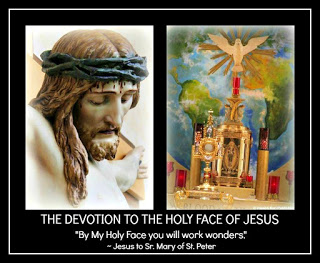 THE DEVOTION TO THE HOLY FACE OF JESUS
"By My Holy Face you will work wonders."
~ Jesus to Sr. Mary of St. Peter